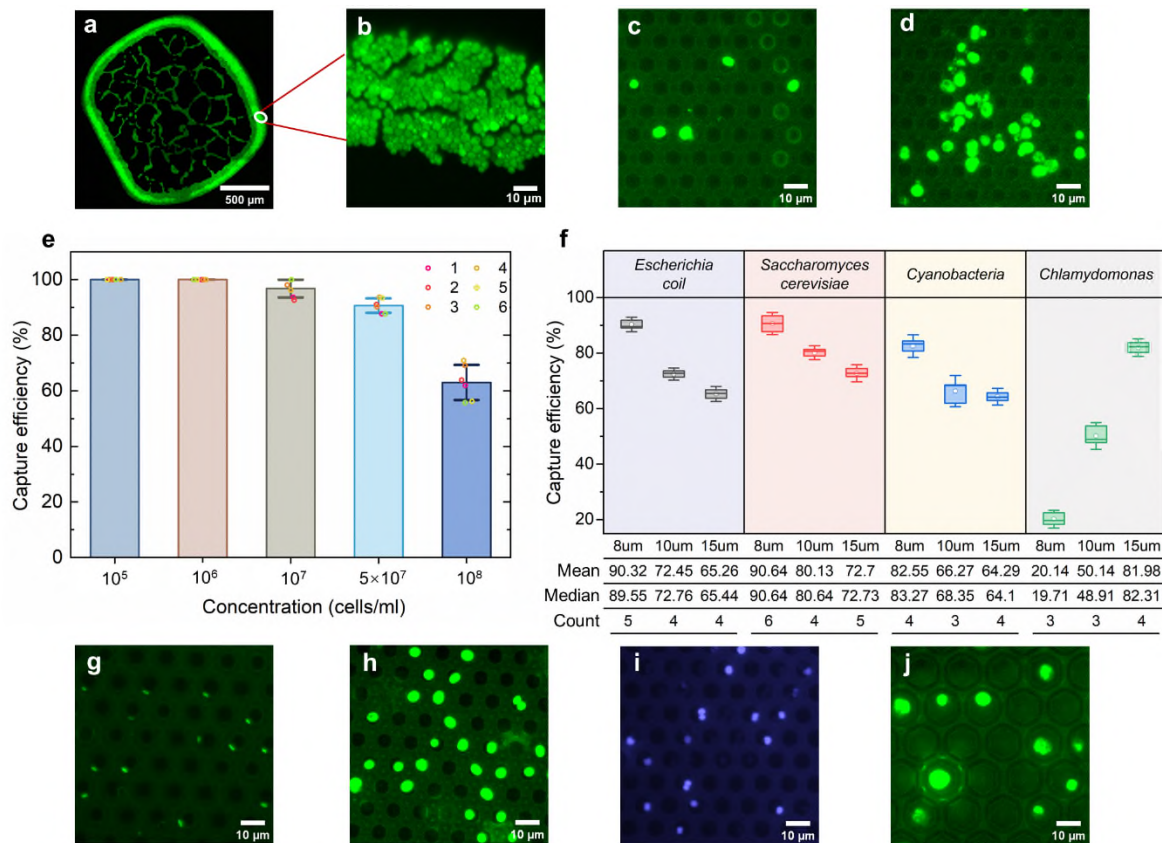 a
b
c
d
500 μm
10 μm
10 μm
10 μm
e
Capture efficiency (%)
100
80
60
40
20
0
1 4
2 5
3 6
10⁵ 10⁶ 10⁷ 5×10⁷ 10⁸
Concentration (cells/ml)
f
Escherichia coil
Saccharomyces cerevisiae
Cyanobacteria
Chlamydomonas
Capture efficiency (%)
100
80
60
40
20
8um 10um 15um 8um 10um 15um 8um 10um 15um 8um 10um 15um
Mean 90.32 72.45 65.26 90.64 80.13 72.7 82.55 66.27 64.29 20.14 50.14 81.98
Median 89.55 72.76 65.44 90.64 80.64 72.73 83.27 68.35 64.1 19.71 48.91 82.31
Count 5 4 4 6 4 5 4 3 4 3 3 4
g
h
i
j
10 μm
10 μm
10 μm
10 μm